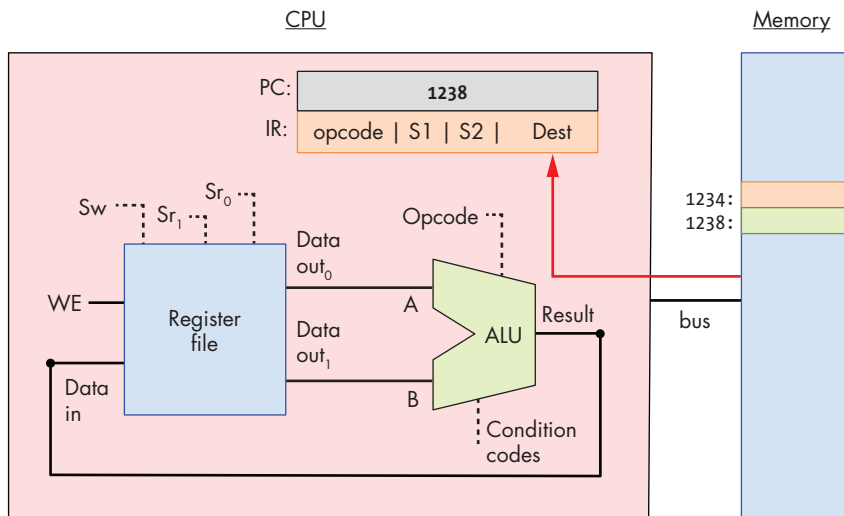 CPU
Memory
PC: 1238
IR: opcode | S1 | S2 | Dest
1234:
1238:
Sr₀
Sw
Sr₁
Opcode
Data
out₀
WE
A
Register
file
ALU
Result
bus
Data
out₁
Data
in
B
Condition
codes